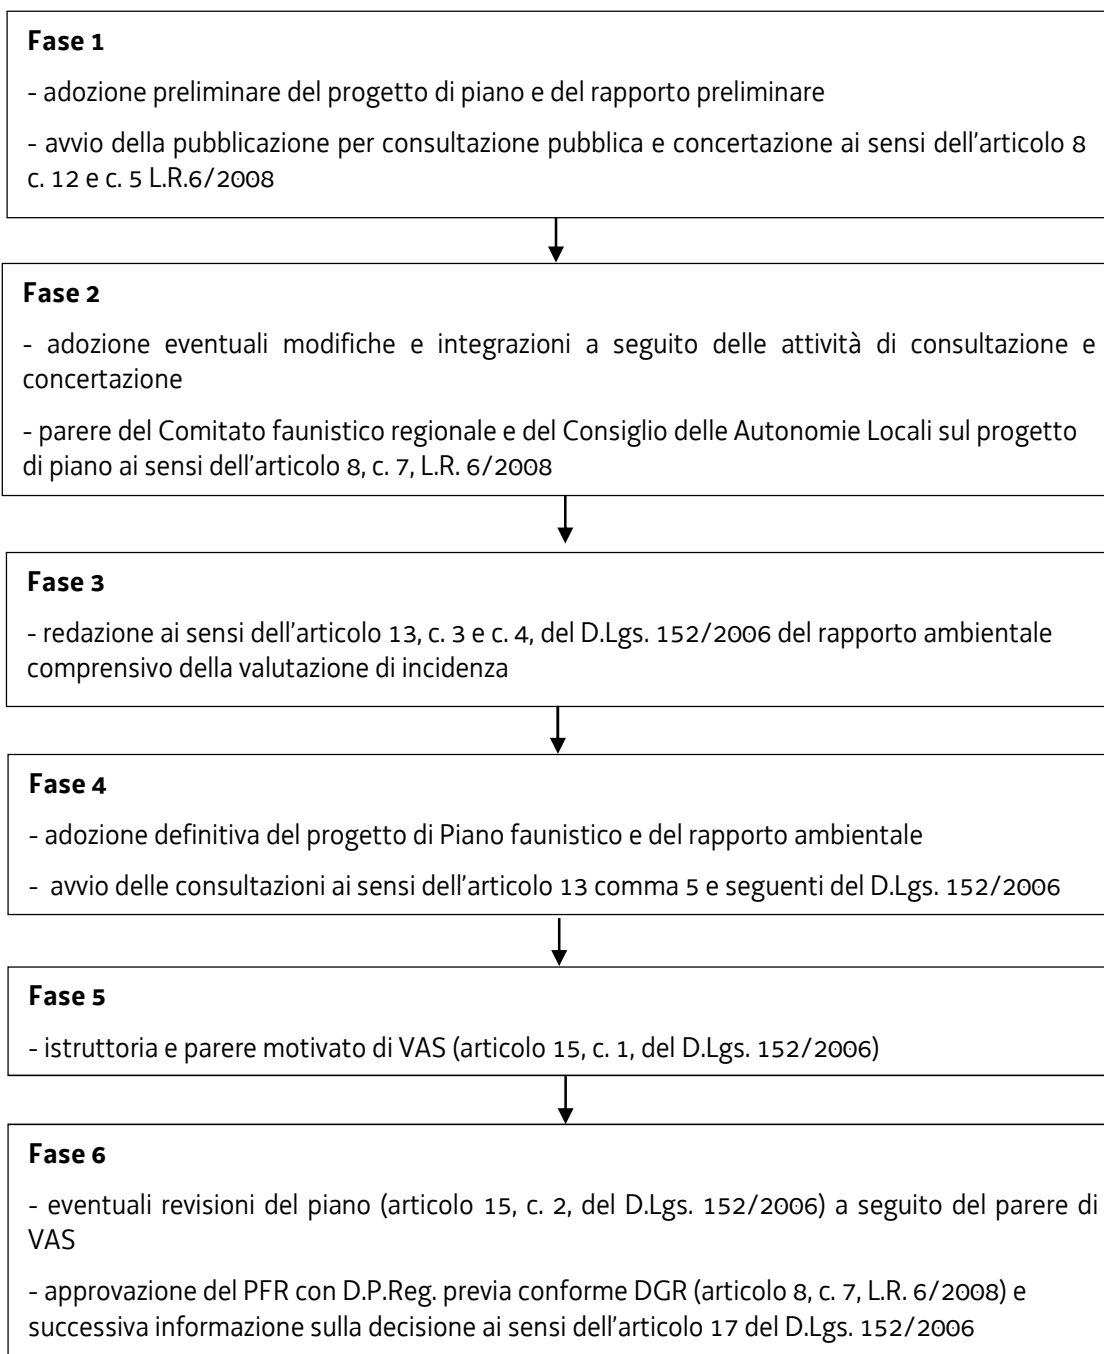 Fase 1
- adozione preliminare del progetto di piano e del rapporto preliminare
- avvio della pubblicazione per consultazione pubblica e concertazione ai sensi dell'articolo 8
c. 12 e c. 5 L.R.6/2008
Fase 2
- adozione eventuali modifiche e integrazioni a seguito delle attività di consultazione e
concertazione
- parere del Comitato faunistico regionale e del Consiglio delle Autonomie Locali sul progetto
di piano ai sensi dell'articolo 8, c. 7, L.R. 6/2008
Fase 3
- redazione ai sensi dell'articolo 13, c. 3 e c. 4, del D.Lgs. 152/2006 del rapporto ambientale
comprensivo della valutazione di incidenza
Fase 4
- adozione definitiva del progetto di Piano faunistico e del rapporto ambientale
- avvio delle consultazioni ai sensi dell'articolo 13 comma 5 e seguenti del D.Lgs. 152/2006
Fase 5
- istruttoria e parere motivato di VAS (articolo 15, c. 1, del D.Lgs. 152/2006)
Fase 6
- eventuali revisioni del piano (articolo 15, c. 2, del D.Lgs. 152/2006) a seguito del parere di
VAS
- approvazione del PFR con D.P.Reg. previa conforme DGR (articolo 8, c. 7, L.R. 6/2008) e
successiva informazione sulla decisione ai sensi dell'articolo 17 del D.Lgs. 152/2006